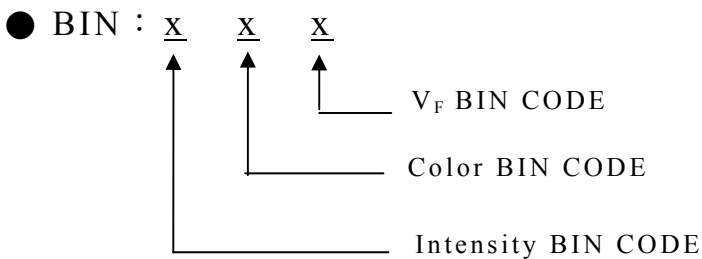 ● BIN：x x x
V_F BIN CODE
Color BIN CODE
Intensity BIN CODE